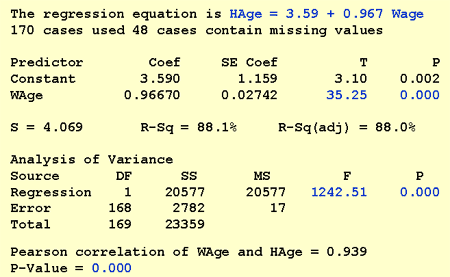 The regression equation is HAge = 3.59 + 0.967 Wage
170 cases used 48 cases contain missing values
Predictor Coef SE Coef T P
Constant 3.590 1.159 3.10 0.002
WAge 0.96670 0.02742 35.25 0.000
S = 4.069 R-Sq = 88.1% R-Sq(adj) = 88.0%
Analysis of Variance
Source DF SS MS F P
Regression 1 20577 20577 1242.51 0.000
Error 168 2782 17
Total 169 23359
Pearson correlation of WAge and HAge = 0.939
P-Value = 0.000